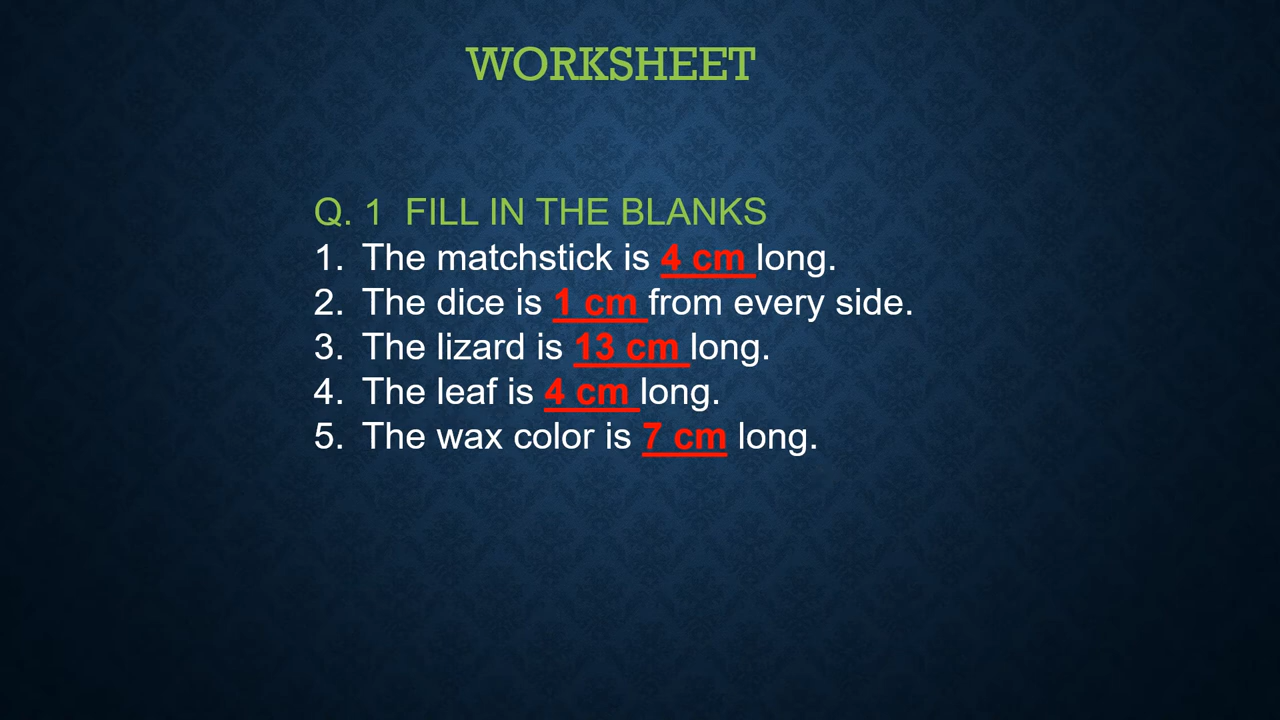 WORKSHEET
Q. 1 FILL IN THE BLANKS
1. The matchstick is 4 cm long.
2. The dice is 1 cm from every side.
3. The lizard is 13 cm long.
4. The leaf is 4 cm long.
5. The wax color is 7 cm long.